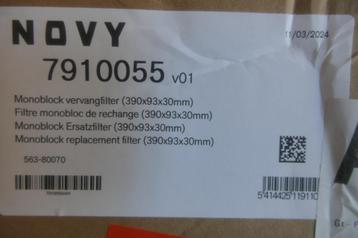 NOVY
11/03/2024
7910055 v01
Monoblock vervangfilter (390x93x30mm)
Filtre monobloc de rechange (390x93x30mm)
Monoblock Ersatzfilter (390x93x30mm)
Monoblock replacement filter (390x93x30mm)
563-80070